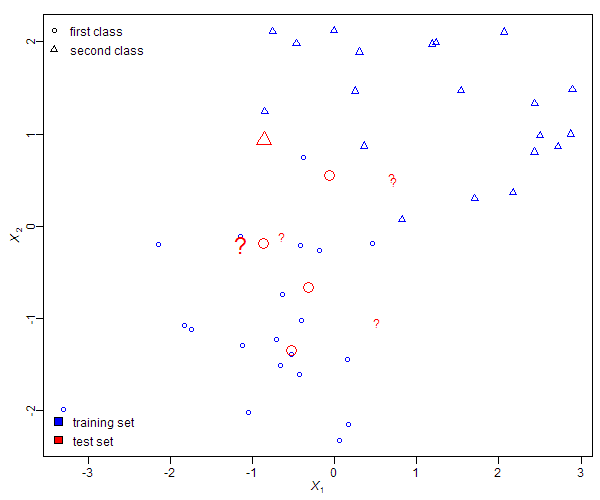 first class
second class
2
1
0
-1
-2
X2
?
?
?
?
?
training set
test set
-3
-2
-1
0
1
2
3
X1